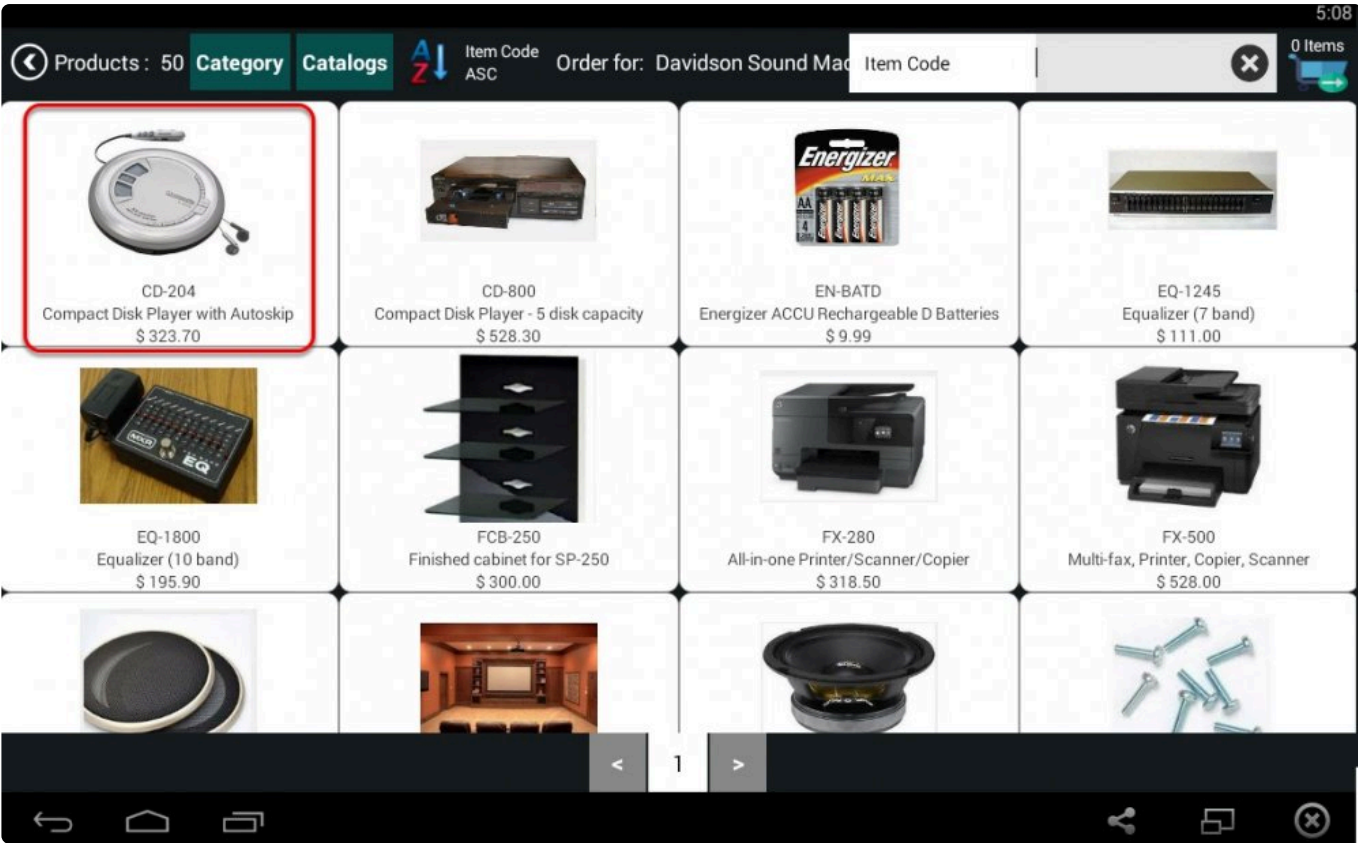 5:08
Products : 50 Category Catalogs
A
Z
Item Code
ASC
Order for: Davidson Sound Mac
Item Code
0 Items
Energizer
MAX
AA
4
CD-204
Compact Disk Player with Autoskip
$ 323.70
CD-800
Compact Disk Player - 5 disk capacity
$ 528.30
EN-BATD
Energizer ACCU Rechargeable D Batteries
$ 9.99
EQ-1245
Equalizer (7 band)
$ 111.00
MXR
EQ
EQ-1800
Equalizer (10 band)
$ 195.90
FCB-250
Finished cabinet for SP-250
$ 300.00
FX-280
All-in-one Printer/Scanner/Copier
$ 318.50
FX-500
Multi-fax, Printer, Copier, Scanner
$ 528.00
< 1 >